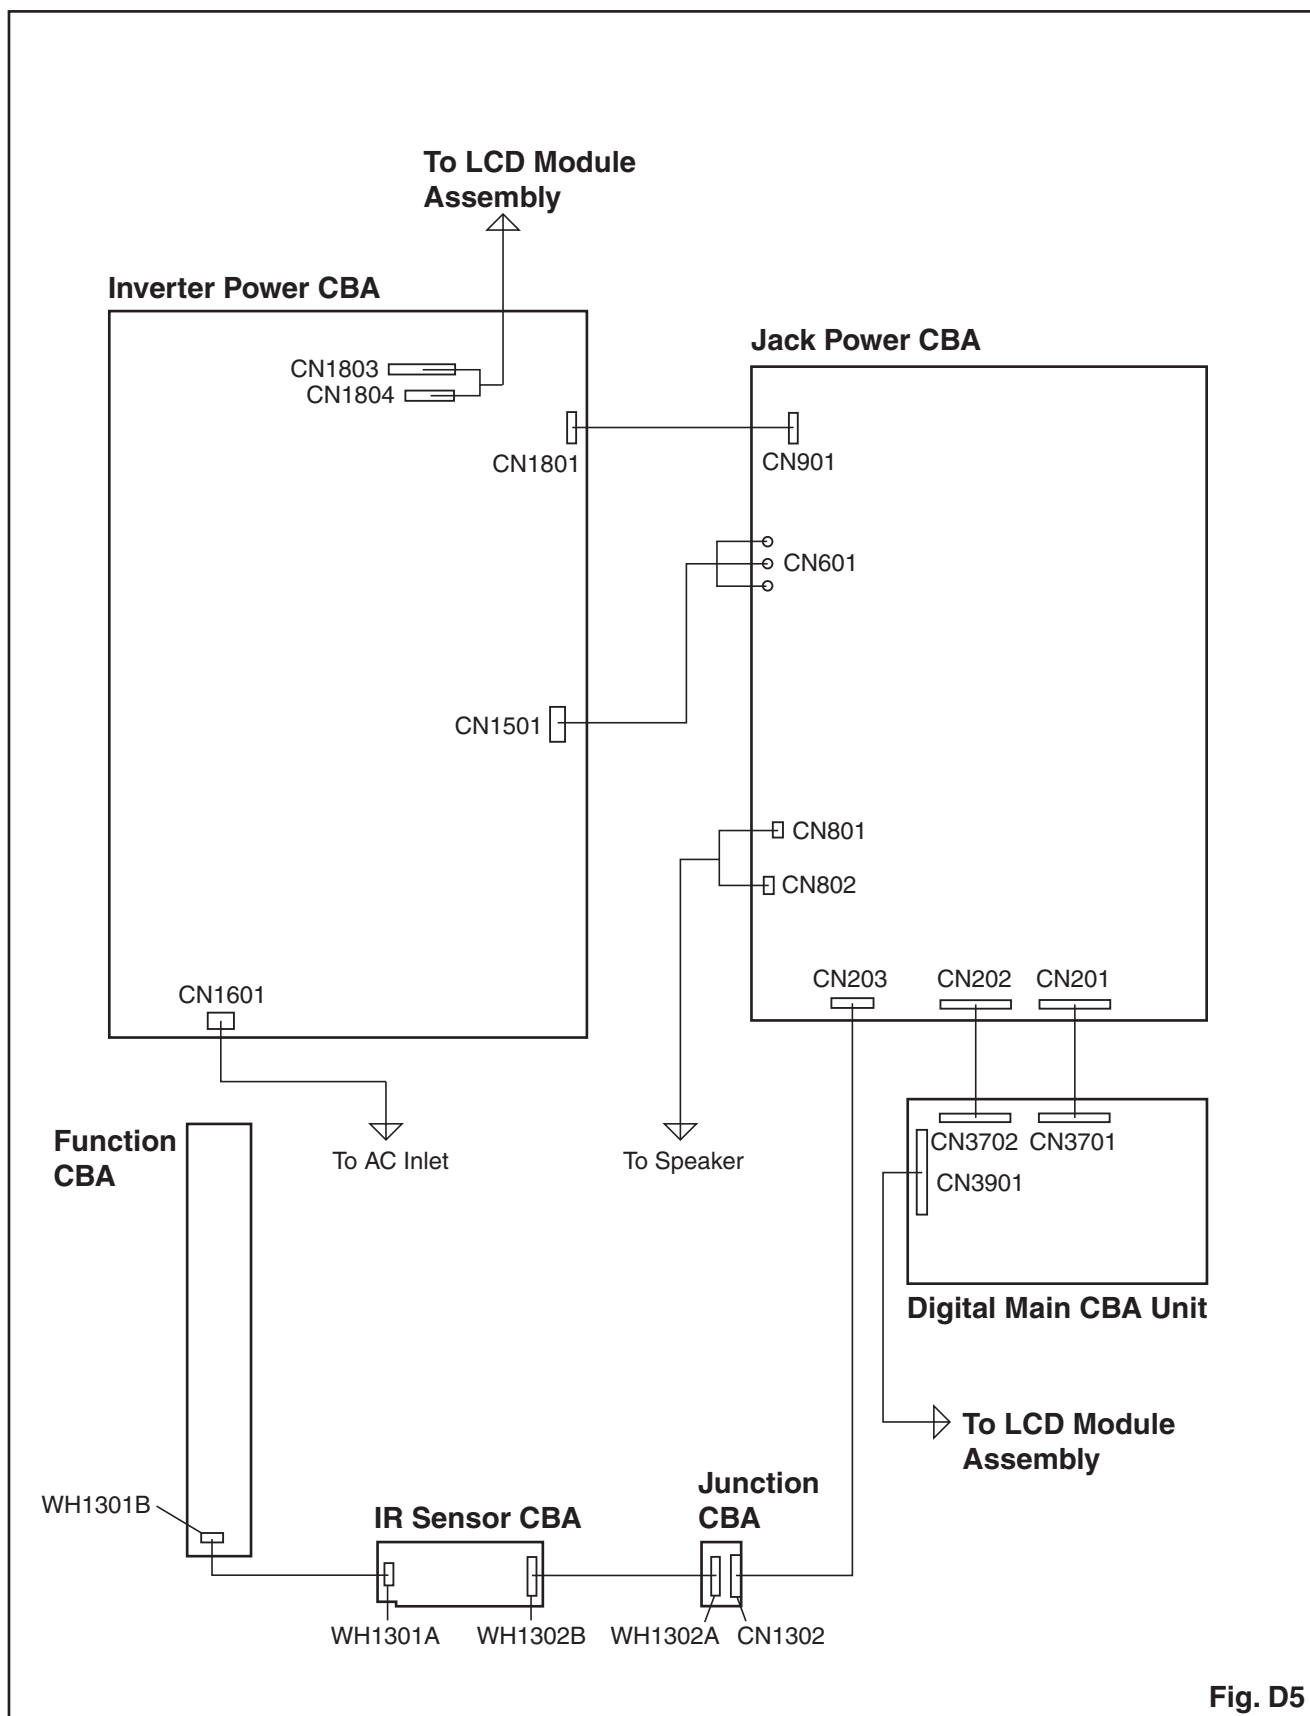 To LCD Module
Assembly
Inverter Power CBA
Jack Power CBA
CN1803
CN1804
CN1801
CN901
CN601
CN1501
CN801
CN802
CN203
CN202
CN201
CN1601
Function
CBA
To AC Inlet
To Speaker
CN3702
CN3701
CN3901
Digital Main CBA Unit
To LCD Module
Assembly
Junction
CBA
WH1301B
IR Sensor CBA
WH1301A
WH1302B
WH1302A
CN1302
Fig. D5